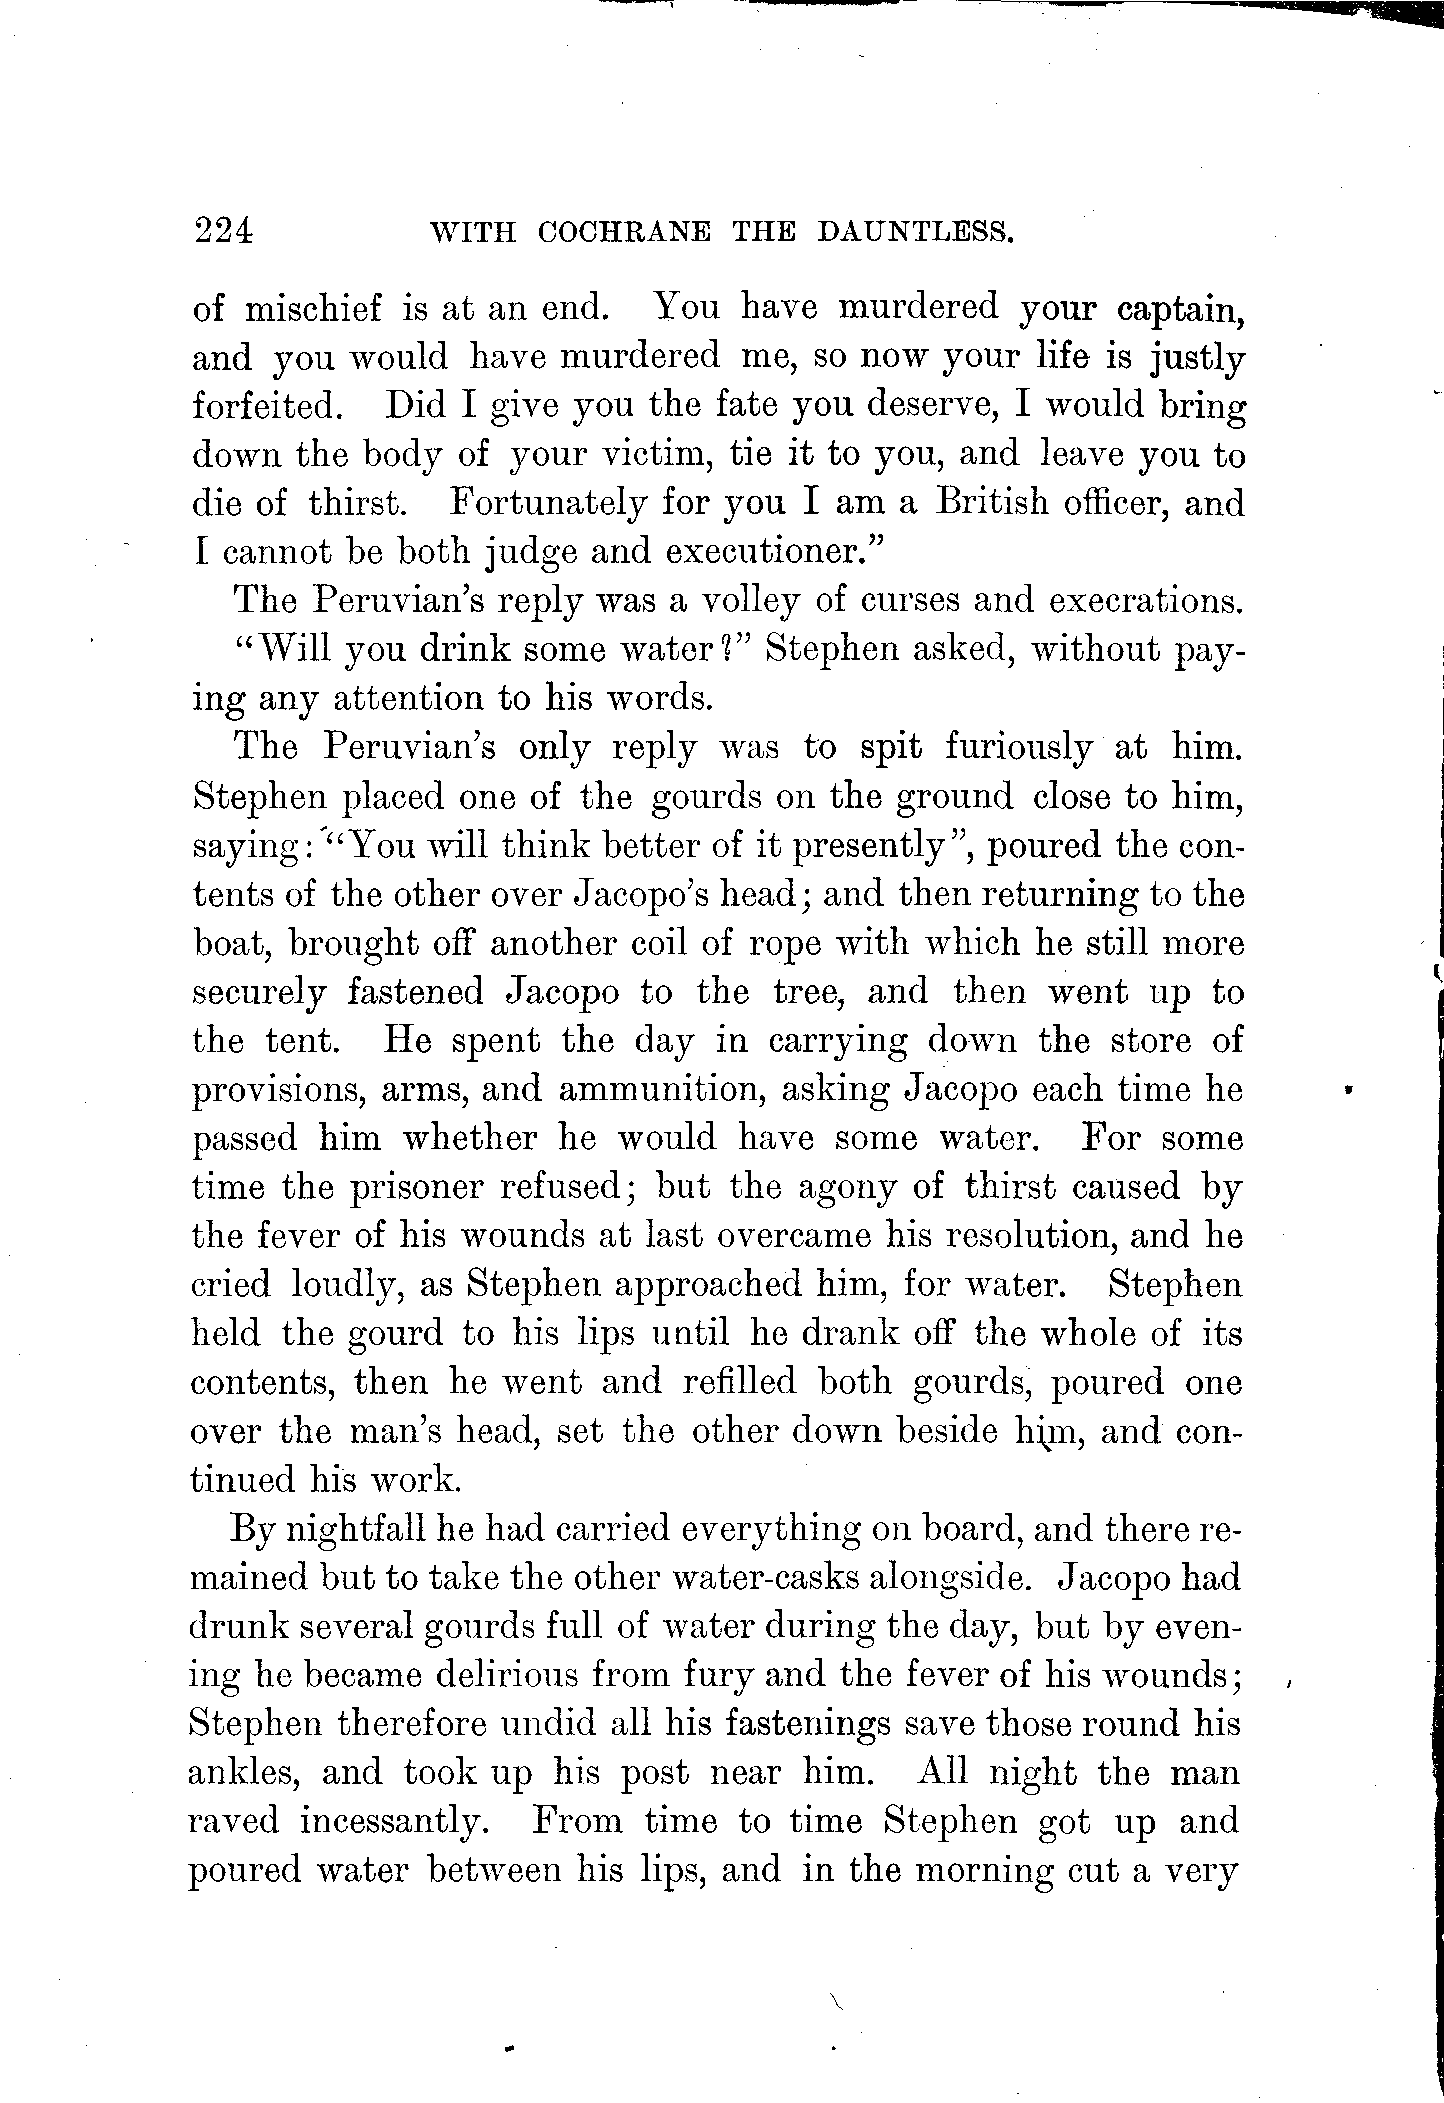 224 WITH COCHRANE THE DAUNTLESS.
of mischief is at an end. You have murdered your captain,
and you would have murdered me, so now your life is justly
forfeited. Did I give you the fate you deserve, I would bring
down the body of your victim, tie it to you, and leave you to
die of thirst. Fortunately for you I am a British officer, and
I cannot be both judge and executioner.”
The Peruvian’s reply was a volley of curses and execrations.
“Will you drink some water?” Stephen asked, without pay-
ing any attention to his words.
The Peruvian’s only reply was to spit furiously at him.
Stephen placed one of the gourds on the ground close to him,
saying: “You will think better of it presently”, poured the con-
tents of the other over Jacopo’s head; and then returning to the
boat, brought off another coil of rope with which he still more
securely fastened Jacopo to the tree, and then went up to
the tent. He spent the day in carrying down the store of
provisions, arms, and ammunition, asking Jacopo each time he
passed him whether he would have some water. For some
time the prisoner refused; but the agony of thirst caused by
the fever of his wounds at last overcame his resolution, and he
cried loudly, as Stephen approached him, for water. Stephen
held the gourd to his lips until he drank off the whole of its
contents, then he went and refilled both gourds, poured one
over the man’s head, set the other down beside him, and con-
tinued his work.
By nightfall he had carried everything on board, and there re-
mained but to take the other water-casks alongside. Jacopo had
drunk several gourds full of water during the day, but by even-
ing he became delirious from fury and the fever of his wounds;
Stephen therefore undid all his fastenings save those round his
ankles, and took up his post near him. All night the man
raved incessantly. From time to time Stephen got up and
poured water between his lips, and in the morning cut a very